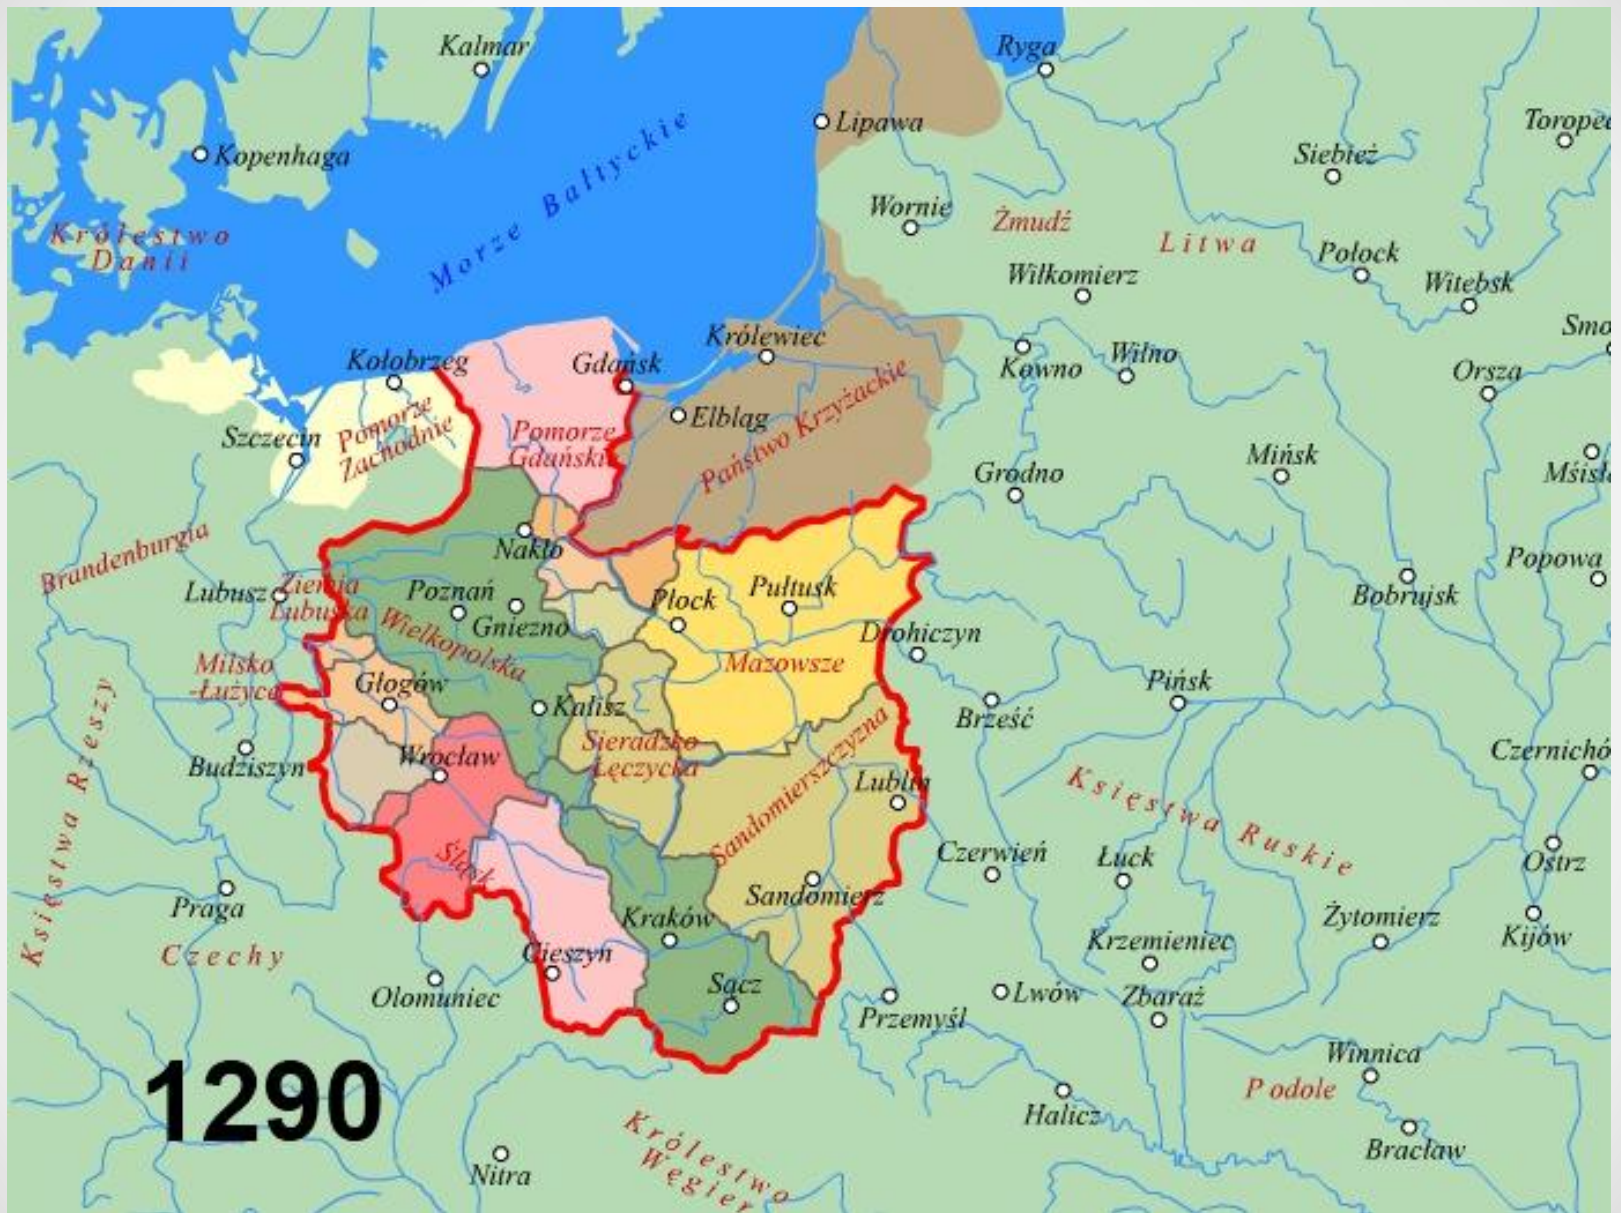 Kalmar
Ryga
Lipawa
Kopenhaga
Siebież
Wornie
Żmudź
Królestwo
Danii
Morze Bałtyckie
Litwa
Połock
Wiłkomierz
Witebsk
Smo
Królewiec
Kołobrzeg
Gdańsk
Kowno
Wilno
Orsza
Elbląg
Pomorze
Zachodnie
Szczecin
Pomorze
Gdańskie
Państwo Krzyżackie
Grodno
Mińsk
Brandenburgia
Nakło
Popowa
Lubusz
Ziemia
Lubuska
Poznań
Gniezno
Płock
Pułtusk
Bobrujsk
Wielkopolska
Drohiczyn
Milsko
-Łużyce
Mazowsze
Głogów
Kalisz
Brześć
Pińsk
Sieradzko
Łęczycka
Budziszyn
Wrocław
Sandomierszczyzna
Lublin
Czernichó
Księstwa Rzeszy
Księstwa Ruskie
Śląsk
Czerwień
Łuck
Ostrz
Praga
Sandomierz
Kraków
Żytomierz
Kijów
Czechy
Cieszyn
Krzemieniec
Olomuniec
Sącz
Przemyśl
Lwów
Zbaraż
1290
Winnica
Podole
Halicz
Bracław
Nitra
Królestwo
Węgier